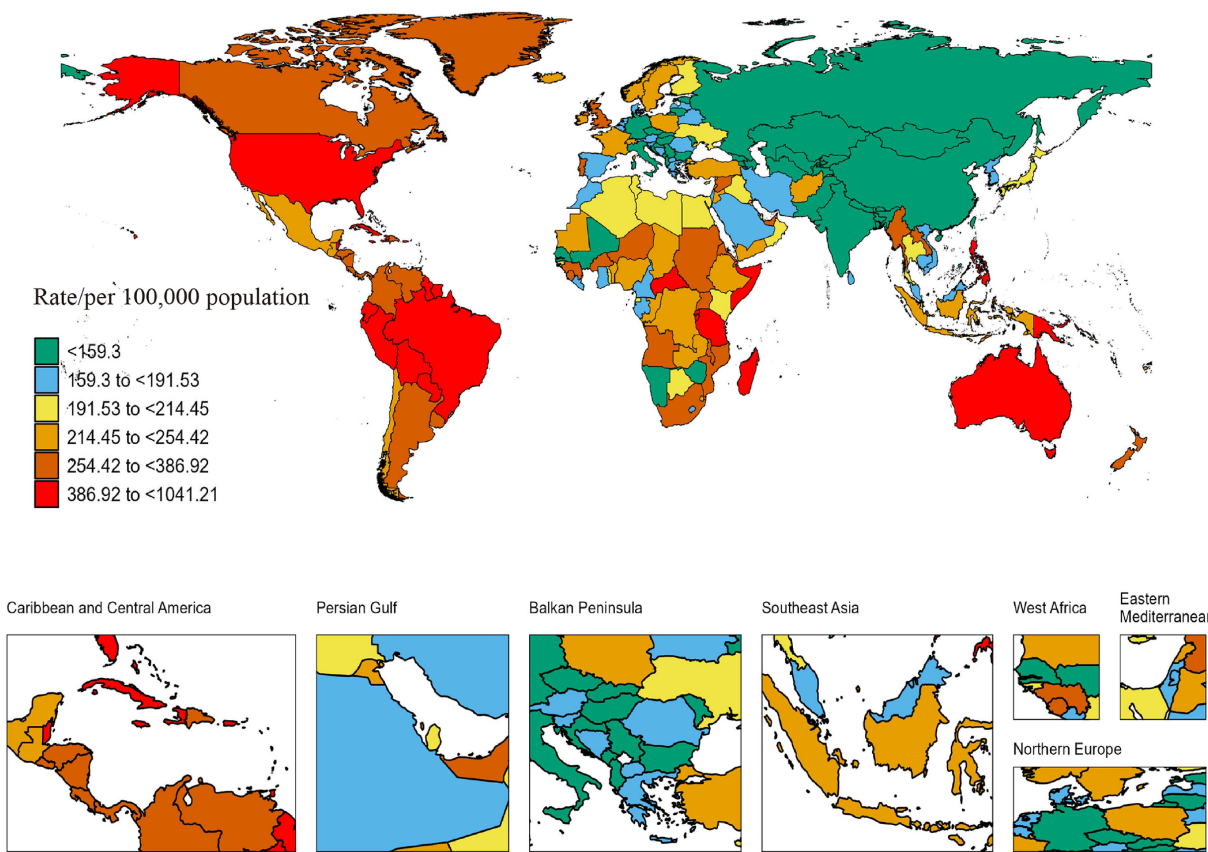 Rate/per 100,000 population
<159.3
159.3 to <191.53
191.53 to <214.45
214.45 to <254.42
254.42 to <386.92
386.92 to <1041.21
Caribbean and Central America
Persian Gulf
Balkan Peninsula
Southeast Asia
West Africa
Eastern
Mediterranean
Northern Europe